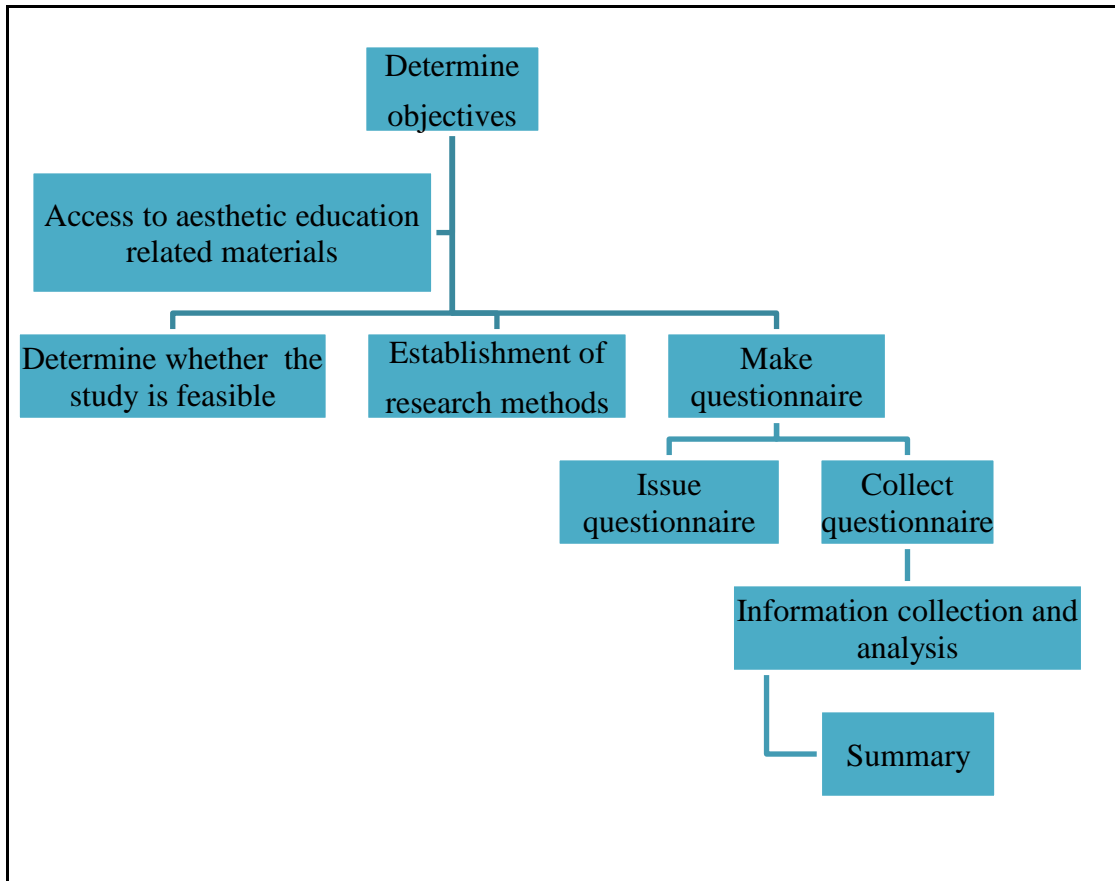 Determine
objectives
Access to aesthetic education
related materials
Determine whether the
study is feasible
Establishment of
research methods
Make
questionnaire
Issue
questionnaire
Collect
questionnaire
Information collection and
analysis
Summary